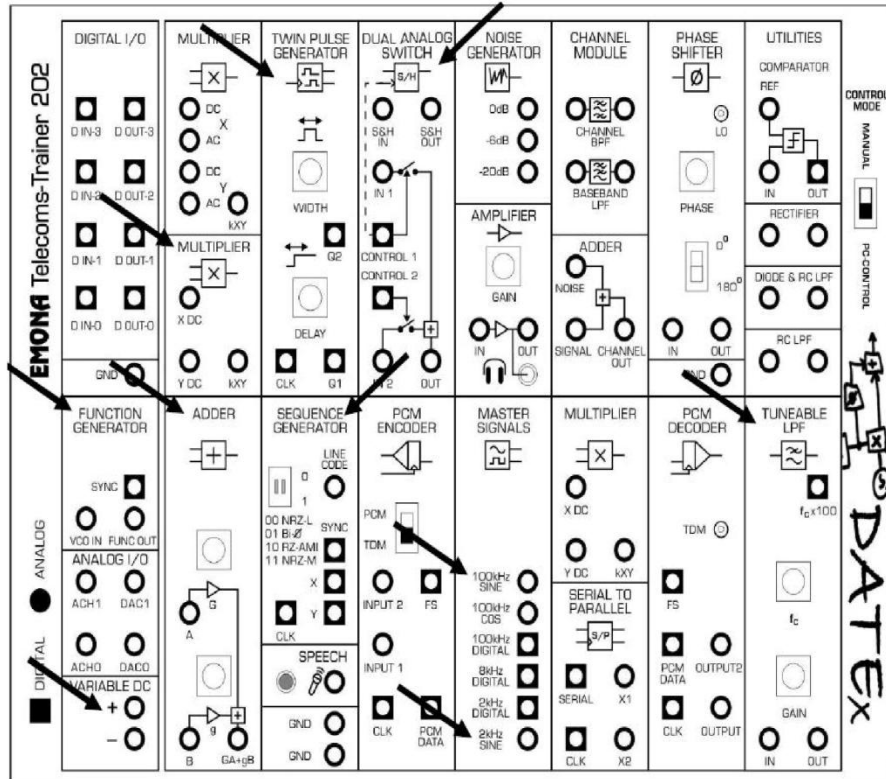 EMONA Telecoms-Trainer 202
DIGITAL
ANALOG
DIGITAL I/O
D IN-3 D OUT-3
D IN-2 D OUT-2
D IN-1 D OUT-1
D IN-0 D OUT-0
GND
FUNCTION
GENERATOR
SYNC
VCO IN FUNC OUT
ANALOG I/O
ACH1 DAC1
ACH0 DAC0
VARIABLE DC
+
−
MULTIPLIER
X
DC
X
AC
DC
Y
AC
kXY
MULTIPLIER
X
X DC
Y DC kXY
ADDER
+
G
A
g
+
B GA+gB
TWIN PULSE
GENERATOR
WIDTH
Q2
DELAY
CLK Q1
SEQUENCE
GENERATOR
LINE
CODE
0
1
00 NRZ-L
01 Bi-Ø
10 RZ-AMI
11 NRZ-M
SYNC
X
Y
CLK
SPEECH
GND
GND
DUAL ANALOG
SWITCH
S/H
S&H
IN
S&H
OUT
IN 1
CONTROL 1
CONTROL 2
+
OUT
PCM
ENCODER
PCM
TDM
INPUT 2 FS
INPUT 1
CLK PCM
DATA
NOISE
GENERATOR
0dB
-6dB
-20dB
AMPLIFIER
GAIN
IN OUT
MASTER
SIGNALS
100kHz
SINE
100kHz
COS
100kHz
DIGITAL
8kHz
DIGITAL
2kHz
DIGITAL
2kHz
SINE
CHANNEL
MODULE
CHANNEL
BPF
BASEBAND
LPF
ADDER
NOISE
+
SIGNAL CHANNEL
OUT
MULTIPLIER
X
X DC
Y DC kXY
SERIAL TO
PARALLEL
S/P
SERIAL X1
CLK X2
PHASE
SHIFTER
Ø
LO
PHASE
0°
180°
IN OUT
GND
PCM
DECODER
TDM
FS
PCM
DATA
OUTPUT2
CLK OUTPUT
UTILITIES
COMPARATOR
REF
IN OUT
RECTIFIER
DIODE & RC LPF
RC LPF
TUNEABLE
LPF
fc x100
fc
GAIN
IN OUT
CONTROL
MODE
MANUAL
PC-CONTROL
DATEx